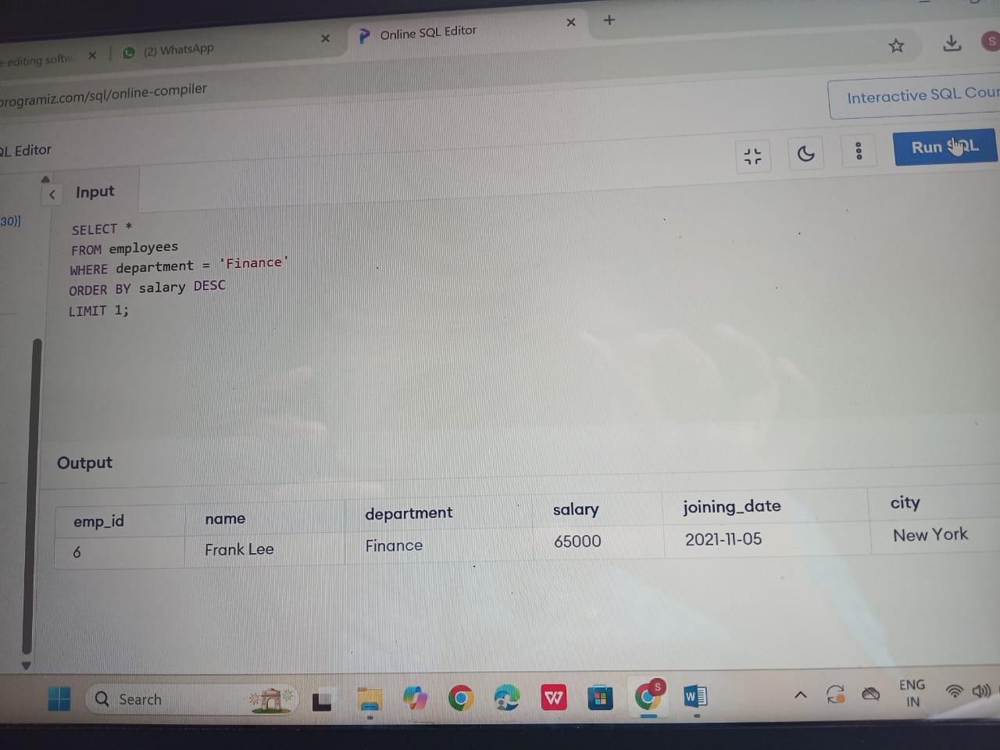 e editing softw
(2) WhatsApp
Online SQL Editor
programiz.com/sql/online-compiler
Interactive SQL Cour
QL Editor
Run SQL
30)]
Input
SELECT *
FROM employees
WHERE department = 'Finance'
ORDER BY salary DESC
LIMIT 1;
Output
emp_id name department salary joining_date city
6 Frank Lee Finance 65000 2021-11-05 New York
Search
S
W
S
W
ENG
IN